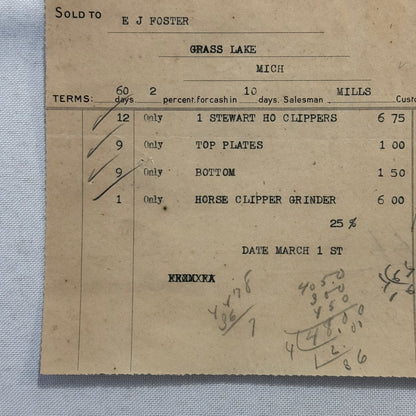 SOLD TO E J FOSTER
GRASS LAKE
MICH
TERMS: 60 days 2 percent. for cash in 10 days. Salesman MILLS Custo
12 Only 1 STEWART HO CLIPPERS 6 75
9 Only TOP PLATES 1 00
9 Only BOTTOM 1 50
1 Only HORSE CLIPPER GRINDER 6 00
25 %
DATE MARCH 1 ST